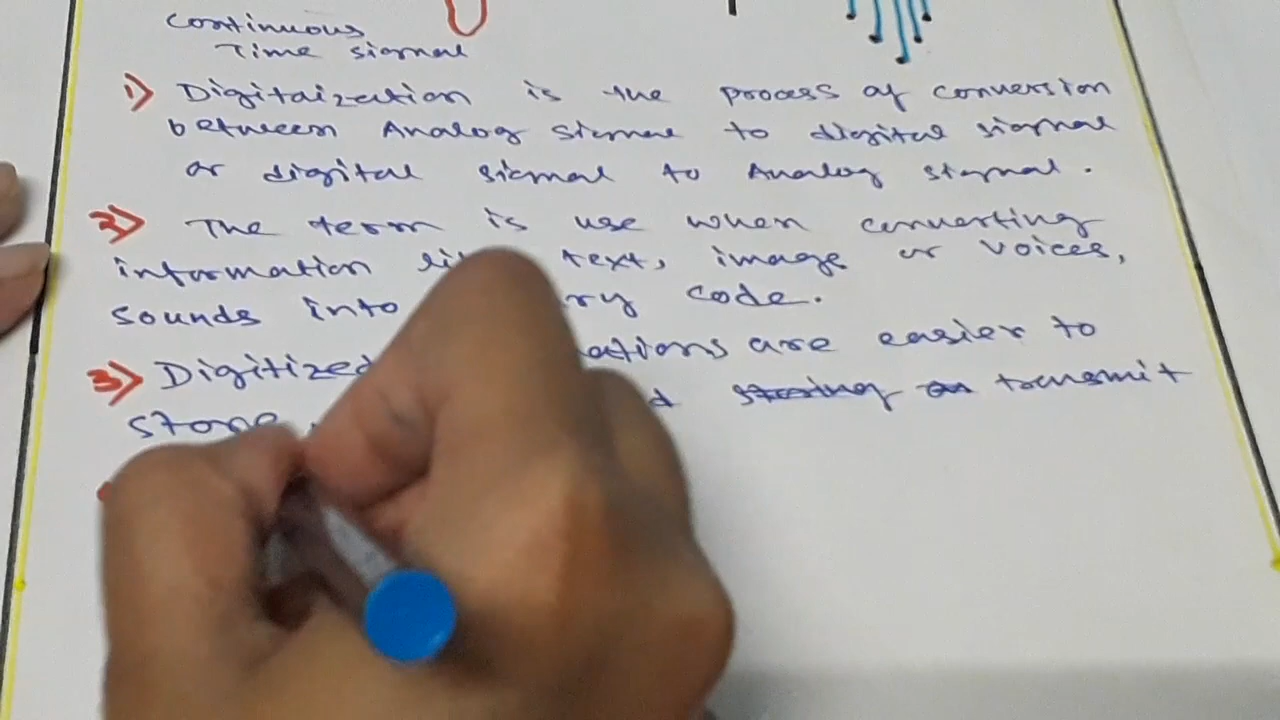 continuous
Time signal
1) Digitaization is the process of conversion
between Analog signal to digital signal
or digital signal to Analog signal.
2) The term is use when converting
information text, image or voices,
sounds into code.
3) Digitized are easier to
store transmit